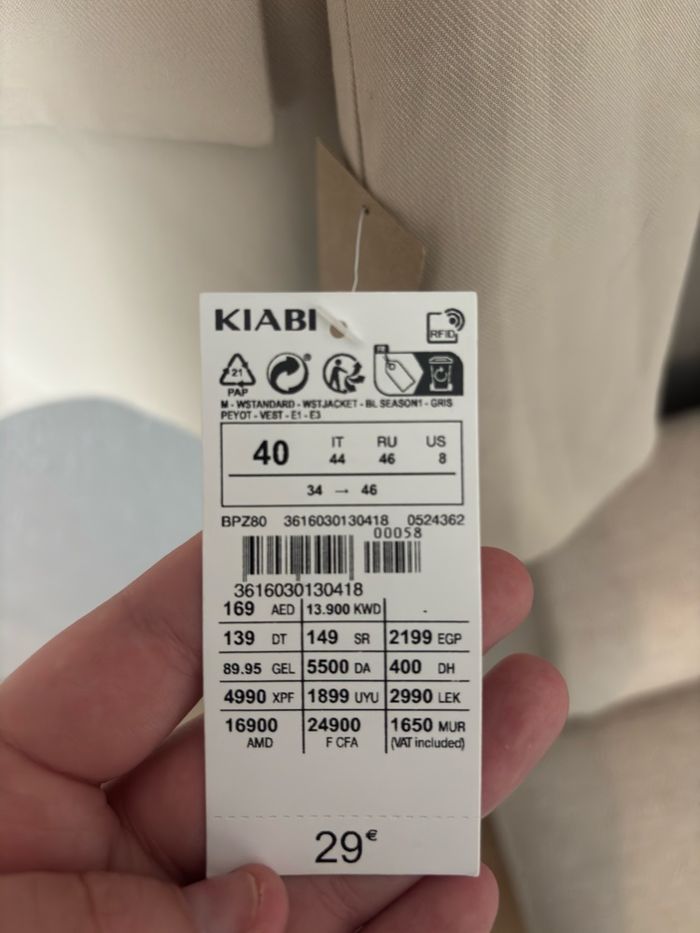 KIABI
RFID
21
PAP
FR
M - WSTANDARD - WSTJACKET - BL SEASON1 - GRIS
PEYOT - VEST - E1 - E3
40 IT RU US
44 46 8
34 → 46
BPZ80 3616030130418 0524362
00058
3616030130418
169 AED 13.900 KWD -
139 DT 149 SR 2199 EGP
89.95 GEL 5500 DA 400 DH
4990 XPF 1899 UYU 2990 LEK
16900 24900 1650 MUR
AMD F CFA (VAT included)
29€